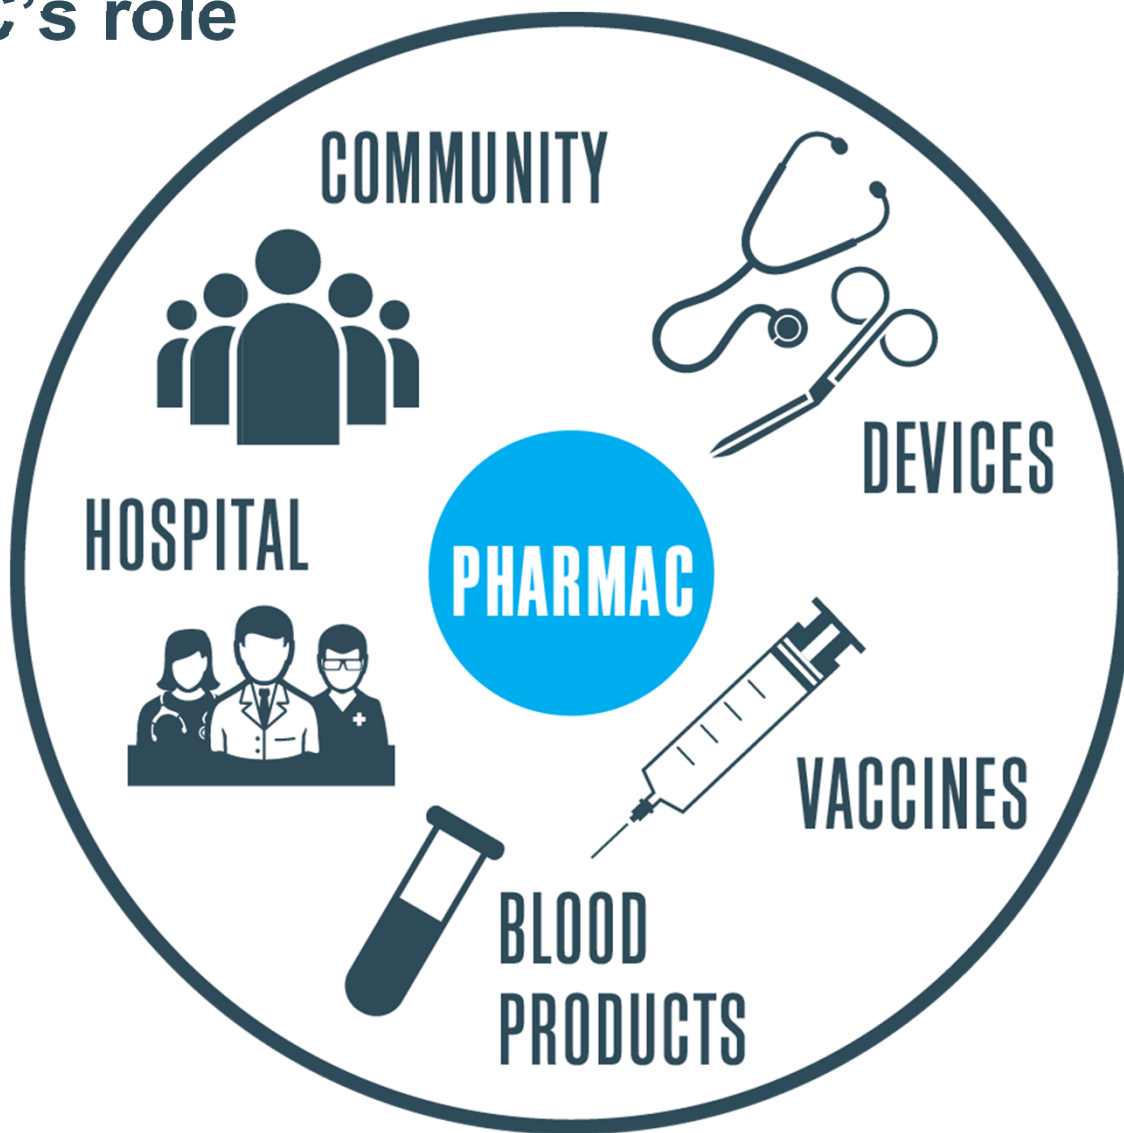 C's role
COMMUNITY
DEVICES
HOSPITAL
PHARMAC
VACCINES
BLOOD
PRODUCTS